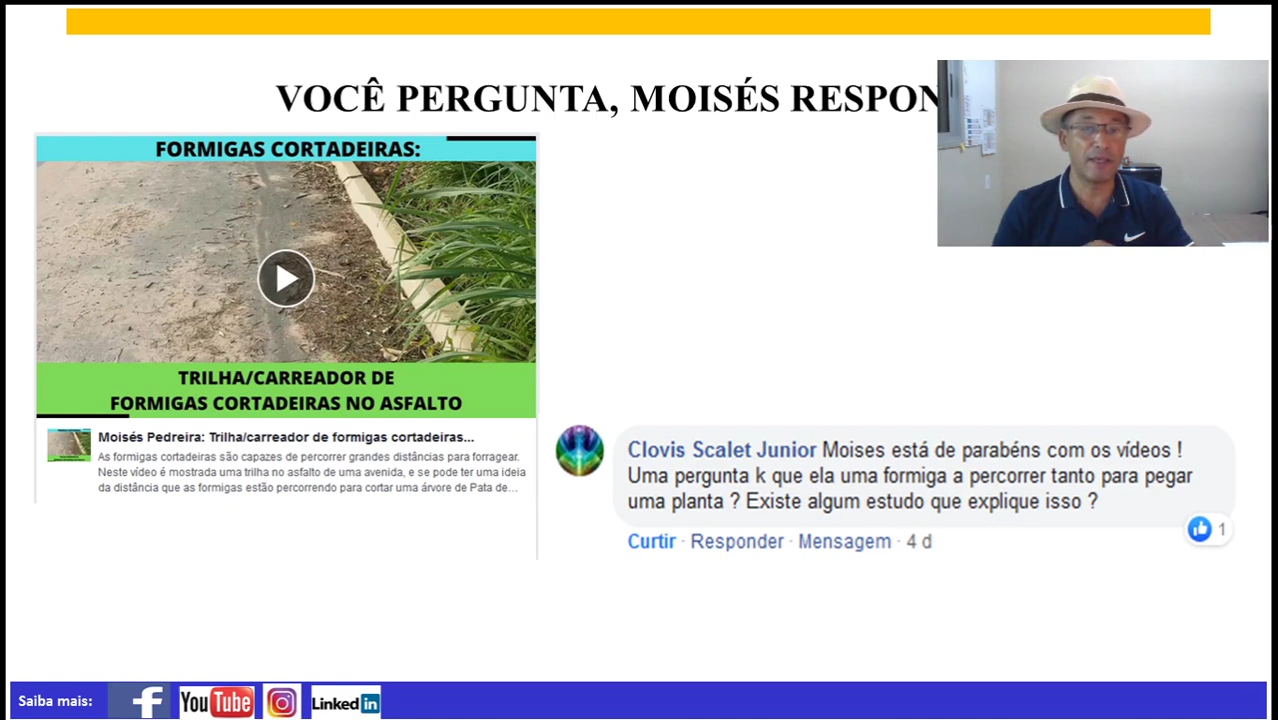 VOCÊ PERGUNTA, MOISÉS RESPON
FORMIGAS CORTADEIRAS:
TRILHA/CARREADOR DE
FORMIGAS CORTADEIRAS NO ASFALTO
Moisés Pedreira: Trilha/carreador de formigas cortadeiras...
As formigas cortadeiras são capazes de percorrer grandes distâncias para forragear.
Neste vídeo é mostrada uma trilha no asfalto de uma avenida, e se pode ter uma ideia
da distância que as formigas estão percorrendo para cortar uma árvore de Pata de...
Clovis Scalet Junior Moises está de parabéns com os vídeos !
Uma pergunta k que ela uma formiga a percorrer tanto para pegar
uma planta ? Existe algum estudo que explique isso ?
1
Curtir · Responder · Mensagem · 4 d
Saiba mais: f YouTube Linked in